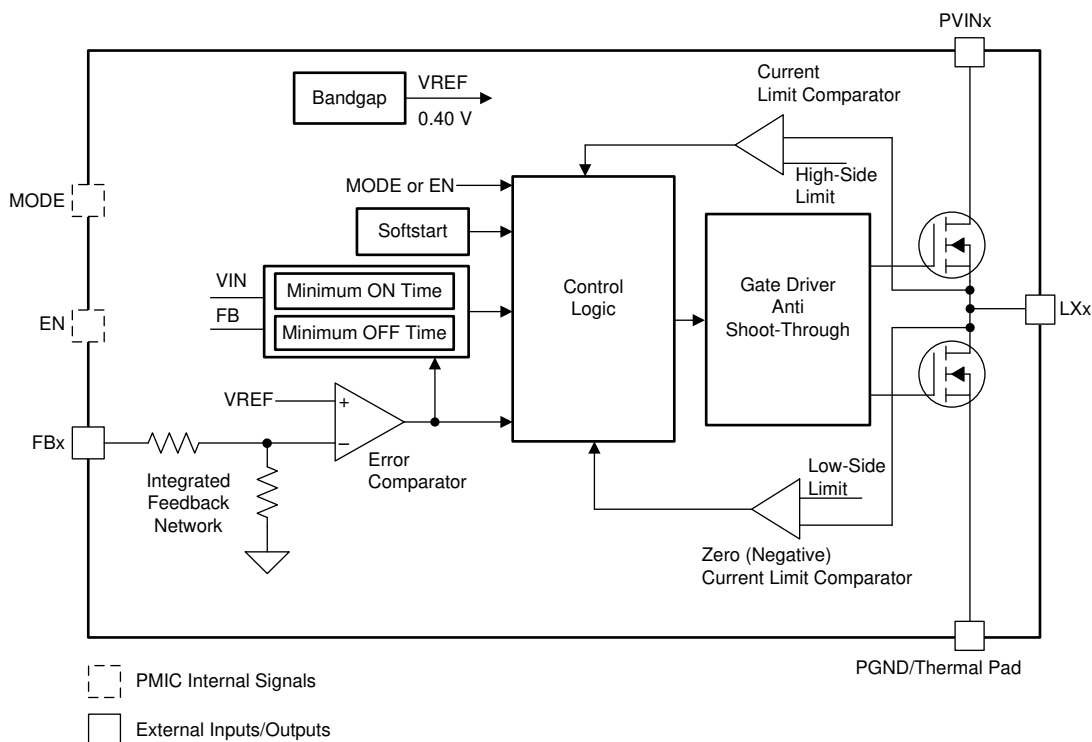 PVINx
Bandgap
VREF
0.40 V
Current
Limit Comparator
MODE
MODE or EN
High-Side
Limit
Softstart
VIN
FB
Minimum ON Time
Minimum OFF Time
Control
Logic
Gate Driver
Anti
Shoot-Through
LXx
EN
VREF
+
−
FBx
Error
Comparator
Integrated
Feedback
Network
Low-Side
Limit
Zero (Negative)
Current Limit Comparator
PGND/Thermal Pad
PMIC Internal Signals
External Inputs/Outputs